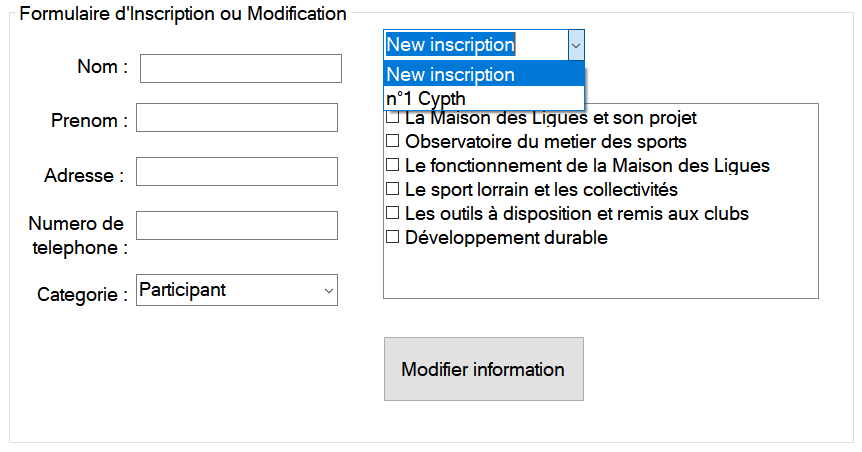 Formulaire d'Inscription ou Modification
Nom :
Prenom :
Adresse :
Numero de
telephone :
Categorie :
Participant
New inscription
New inscription
n°1 Cypth
La Maison des Ligues et son projet
Observatoire du metier des sports
Le fonctionnement de la Maison des Ligues
Le sport lorrain et les collectivités
Les outils à disposition et remis aux clubs
Développement durable
Modifier information